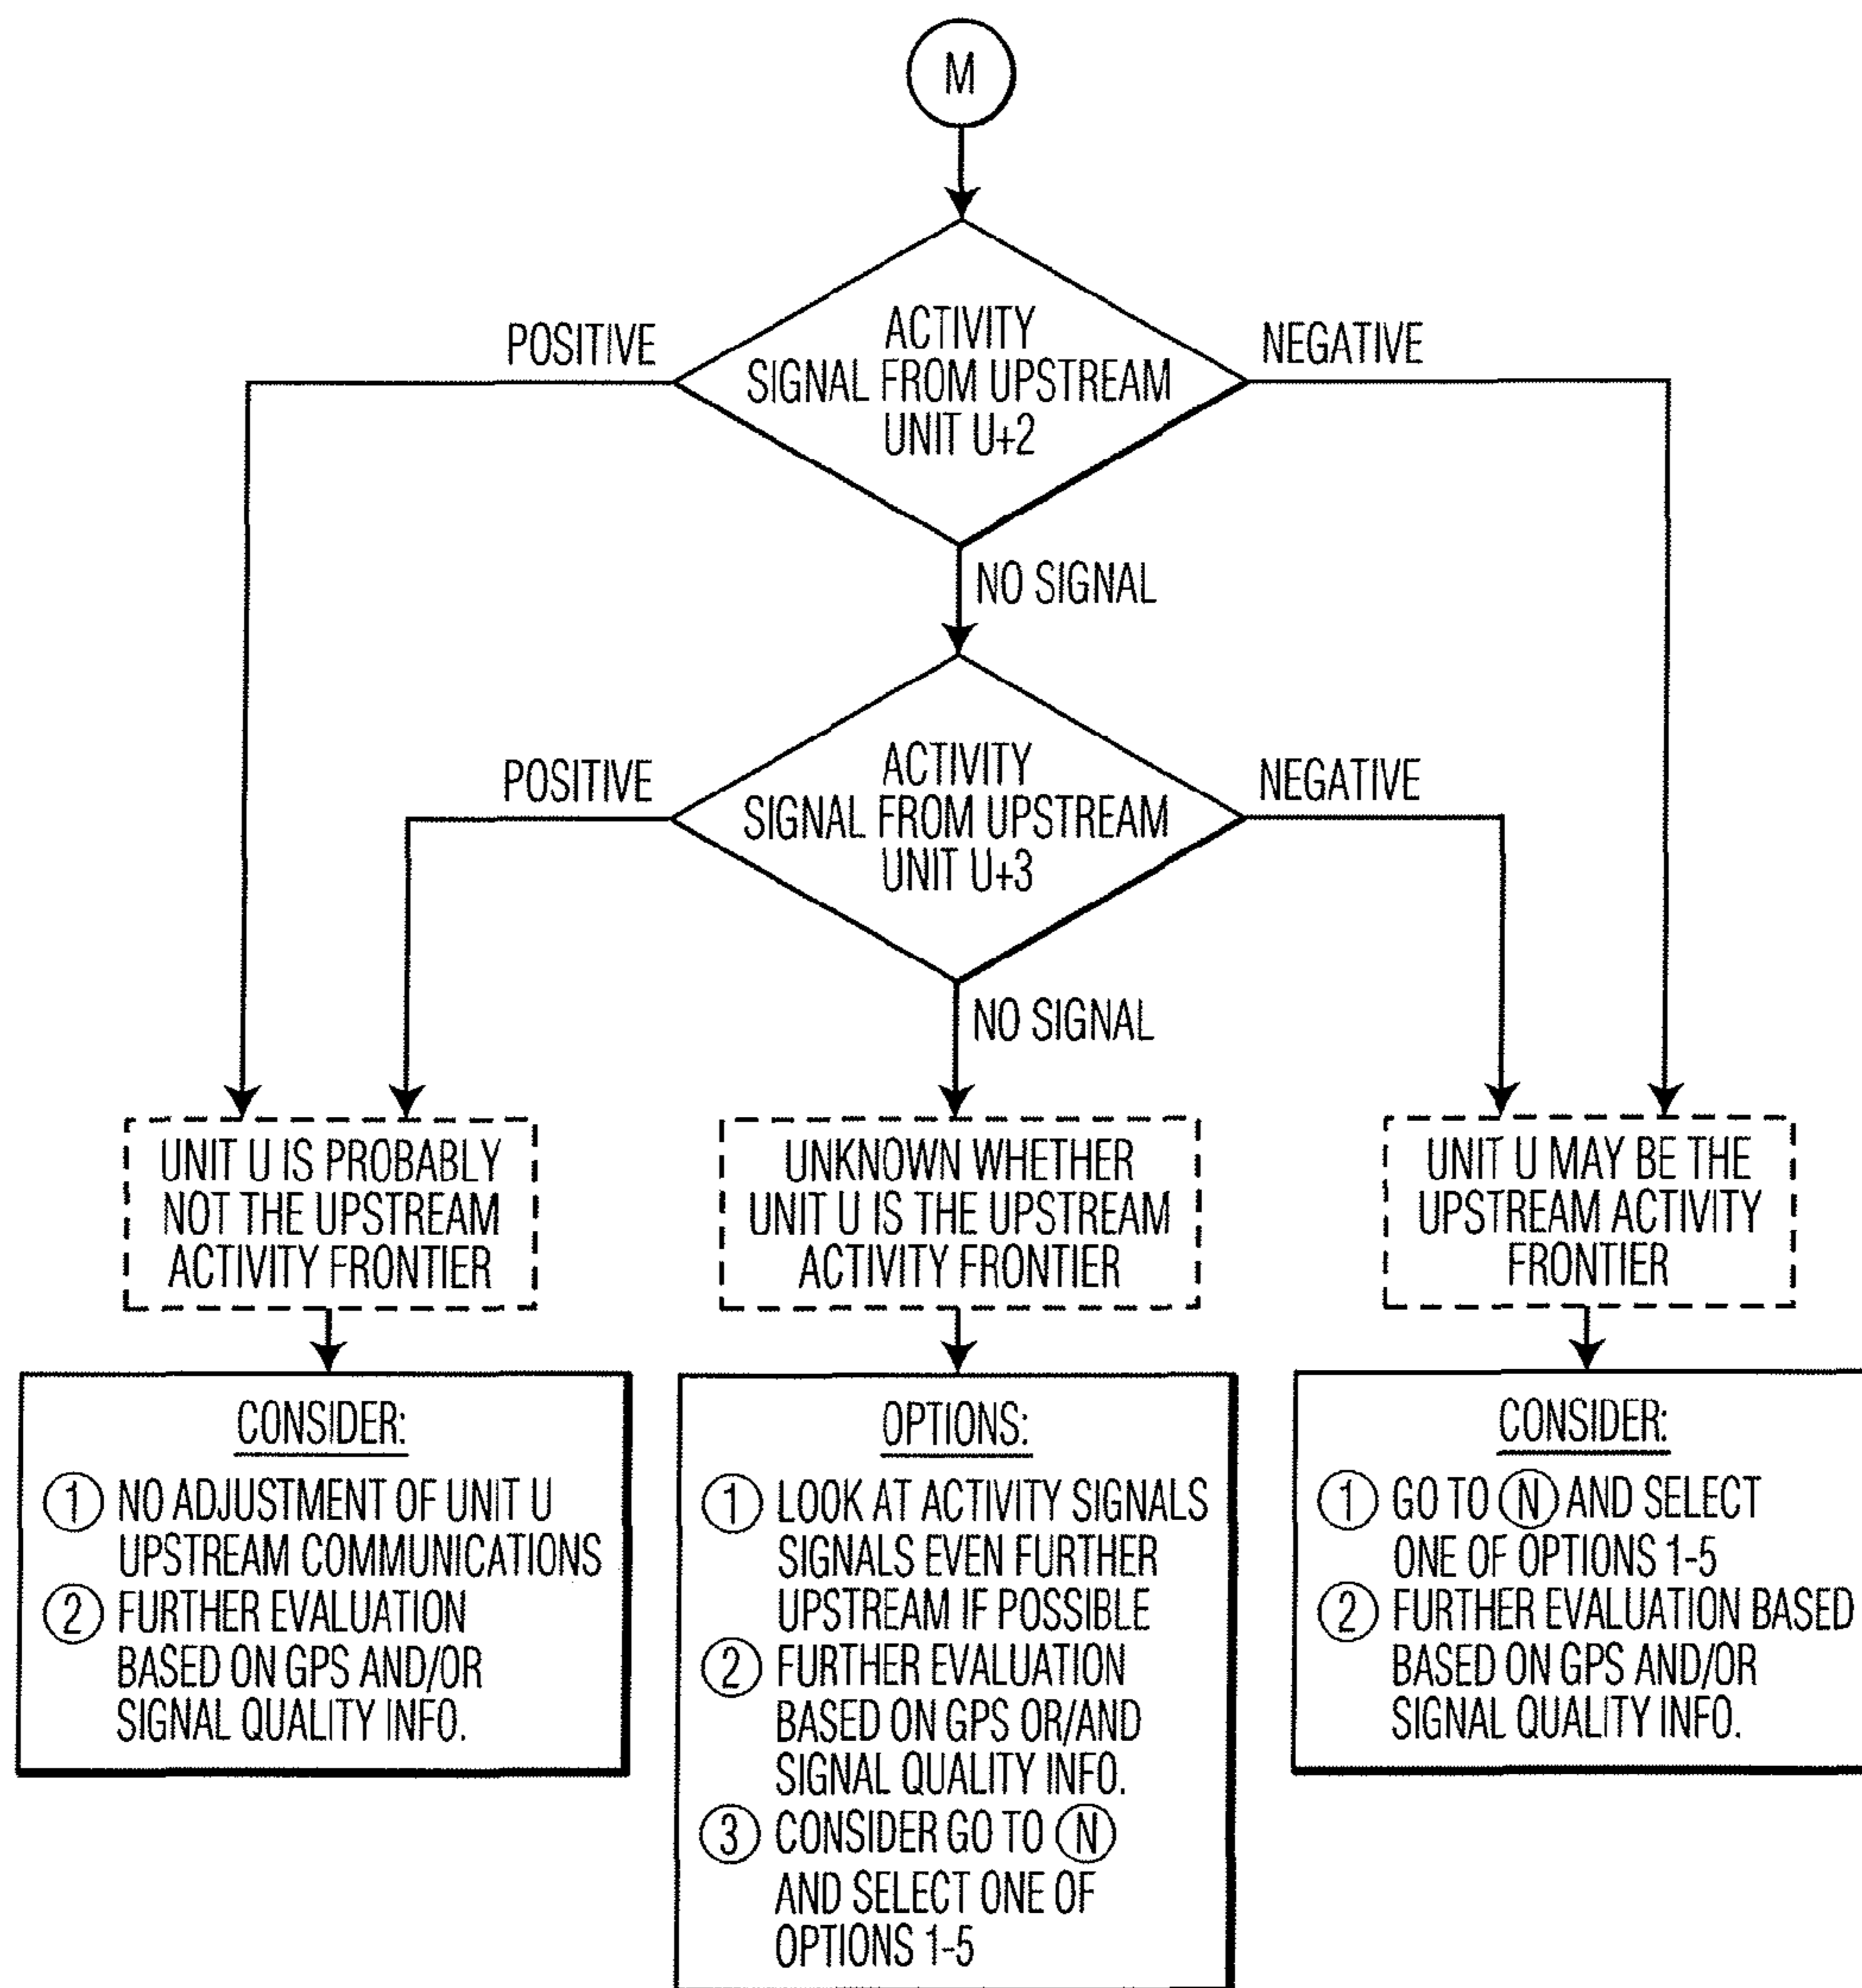 M
ACTIVITY
SIGNAL FROM UPSTREAM
UNIT U+2
POSITIVE
NEGATIVE
NO SIGNAL
ACTIVITY
SIGNAL FROM UPSTREAM
UNIT U+3
POSITIVE
NEGATIVE
NO SIGNAL
UNIT U IS PROBABLY
NOT THE UPSTREAM
ACTIVITY FRONTIER
UNKNOWN WHETHER
UNIT U IS THE UPSTREAM
ACTIVITY FRONTIER
UNIT U MAY BE THE
UPSTREAM ACTIVITY
FRONTIER
CONSIDER:
1 NO ADJUSTMENT OF UNIT U
UPSTREAM COMMUNICATIONS
2 FURTHER EVALUATION
BASED ON GPS AND/OR
SIGNAL QUALITY INFO.
OPTIONS:
1 LOOK AT ACTIVITY SIGNALS
SIGNALS EVEN FURTHER
UPSTREAM IF POSSIBLE
2 FURTHER EVALUATION
BASED ON GPS OR/AND
SIGNAL QUALITY INFO.
3 CONSIDER GO TO N
AND SELECT ONE OF
OPTIONS 1-5
CONSIDER:
1 GO TO N AND SELECT
ONE OF OPTIONS 1-5
2 FURTHER EVALUATION BASED
BASED ON GPS AND/OR
SIGNAL QUALITY INFO.